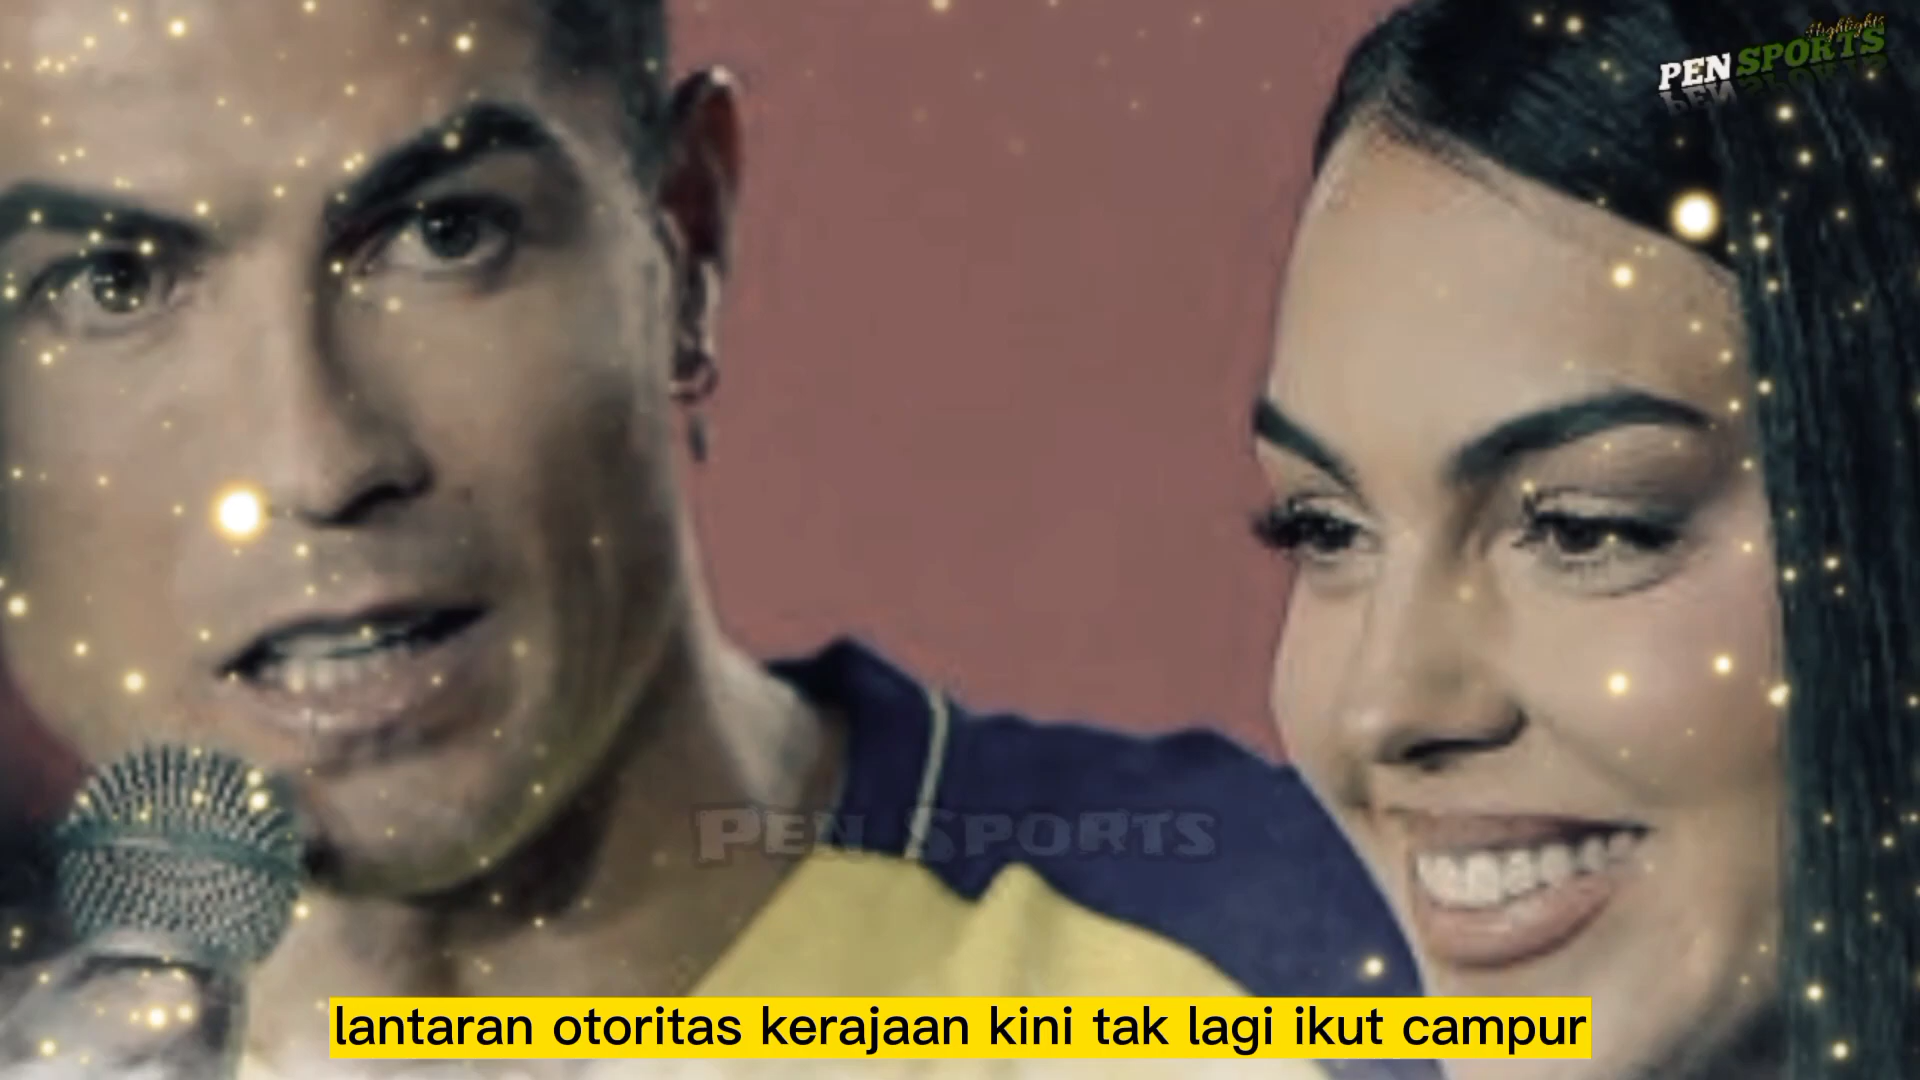 Highlights
PEN SPORTS
PEN SPORTS
lantaran otoritas kerajaan kini tak lagi ikut campur